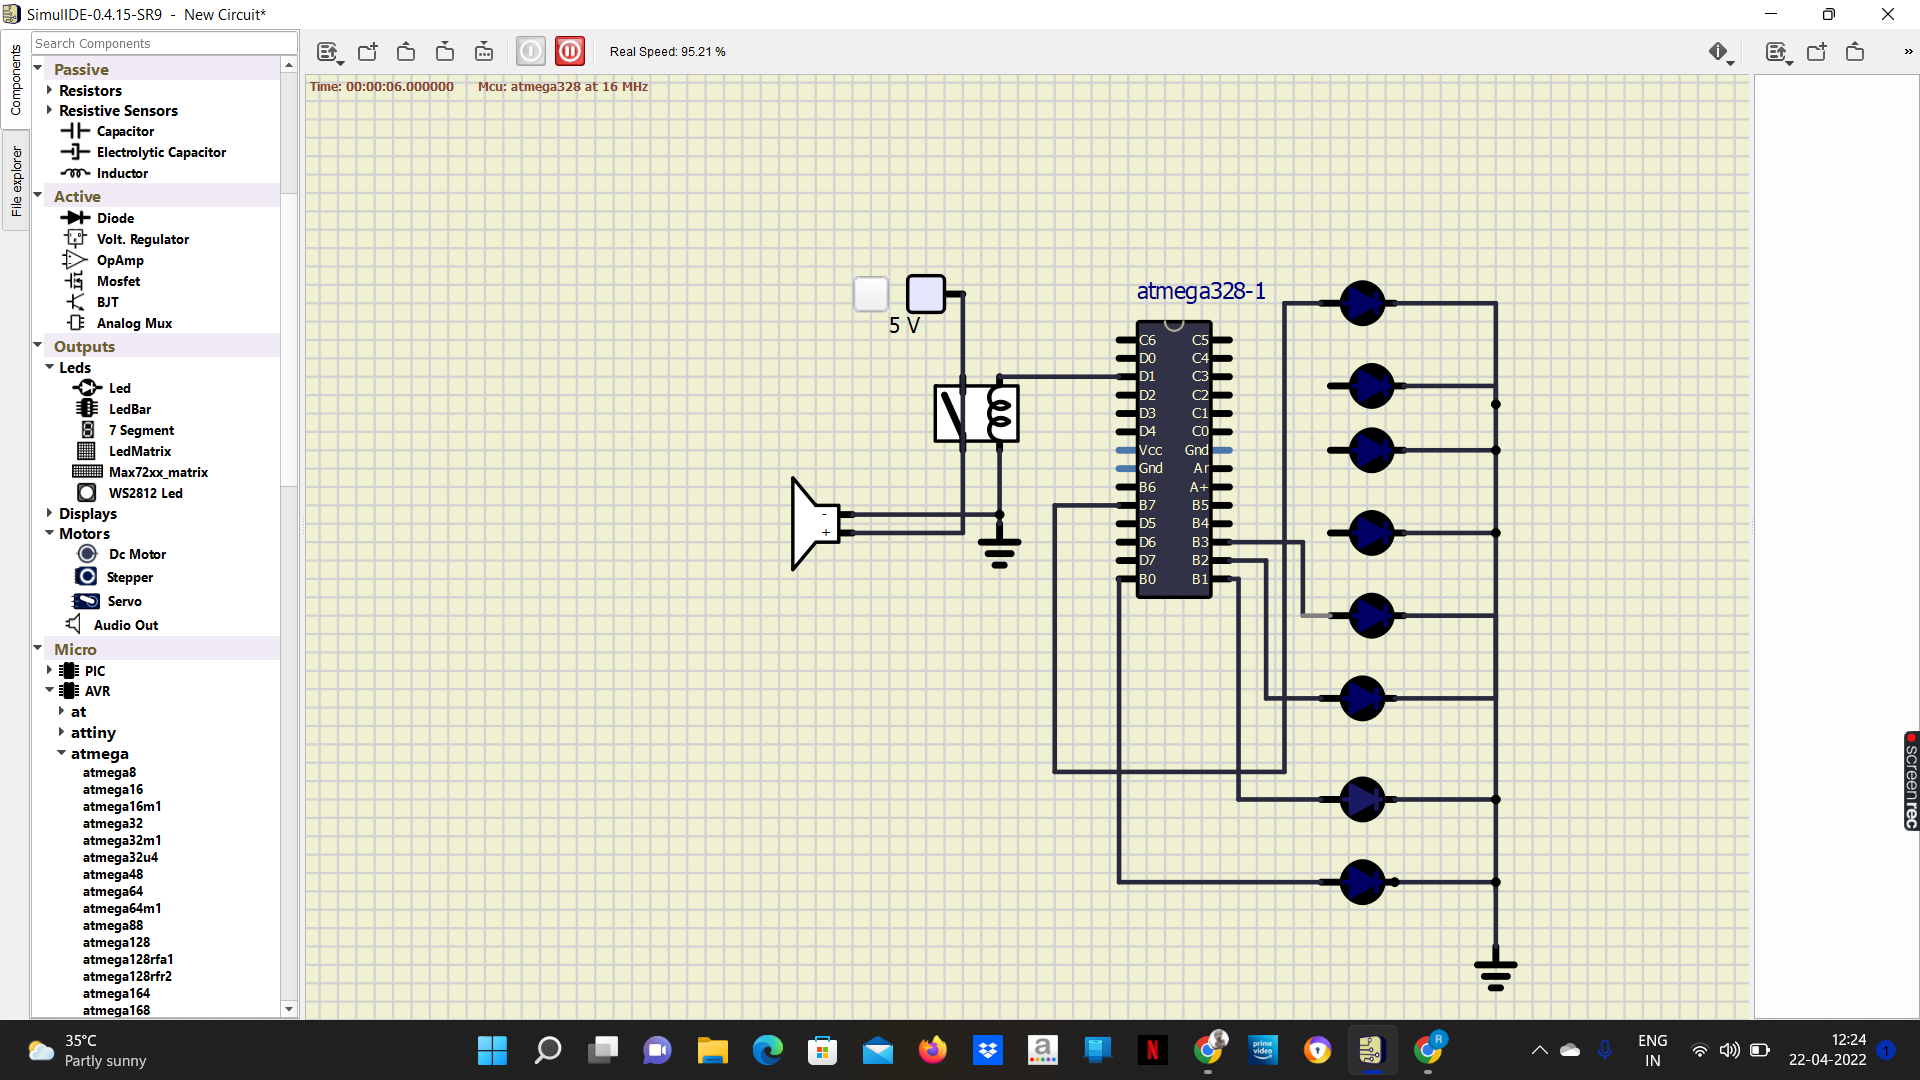 SimulIDE-0.4.15-SR9 - New Circuit*
Components
File explorer
Search Components
Passive
Resistors
Resistive Sensors
Capacitor
Electrolytic Capacitor
Inductor
Active
Diode
Volt. Regulator
OpAmp
Mosfet
BJT
Analog Mux
Outputs
Leds
Led
LedBar
7 Segment
LedMatrix
Max72xx_matrix
WS2812 Led
Displays
Motors
Dc Motor
Stepper
Servo
Audio Out
Micro
PIC
AVR
at
attiny
atmega
atmega8
atmega16
atmega16m1
atmega32
atmega32m1
atmega32u4
atmega48
atmega64
atmega64m1
atmega88
atmega128
atmega128rfa1
atmega128rfr2
atmega164
atmega168
Real Speed: 95.21 %
»
Time: 00:00:06.000000 Mcu: atmega328 at 16 MHz
5 V
-
+
atmega328-1
C6 C5
D0 C4
D1 C3
D2 C2
D3 C1
D4 C0
Vcc Gnd
Gnd Ar
B6 A+
B7 B5
D5 B4
D6 B3
D7 B2
B0 B1
screenrec
35°C
Partly sunny
a
N
prime video
R
ENG
IN
12:24
22-04-2022
1